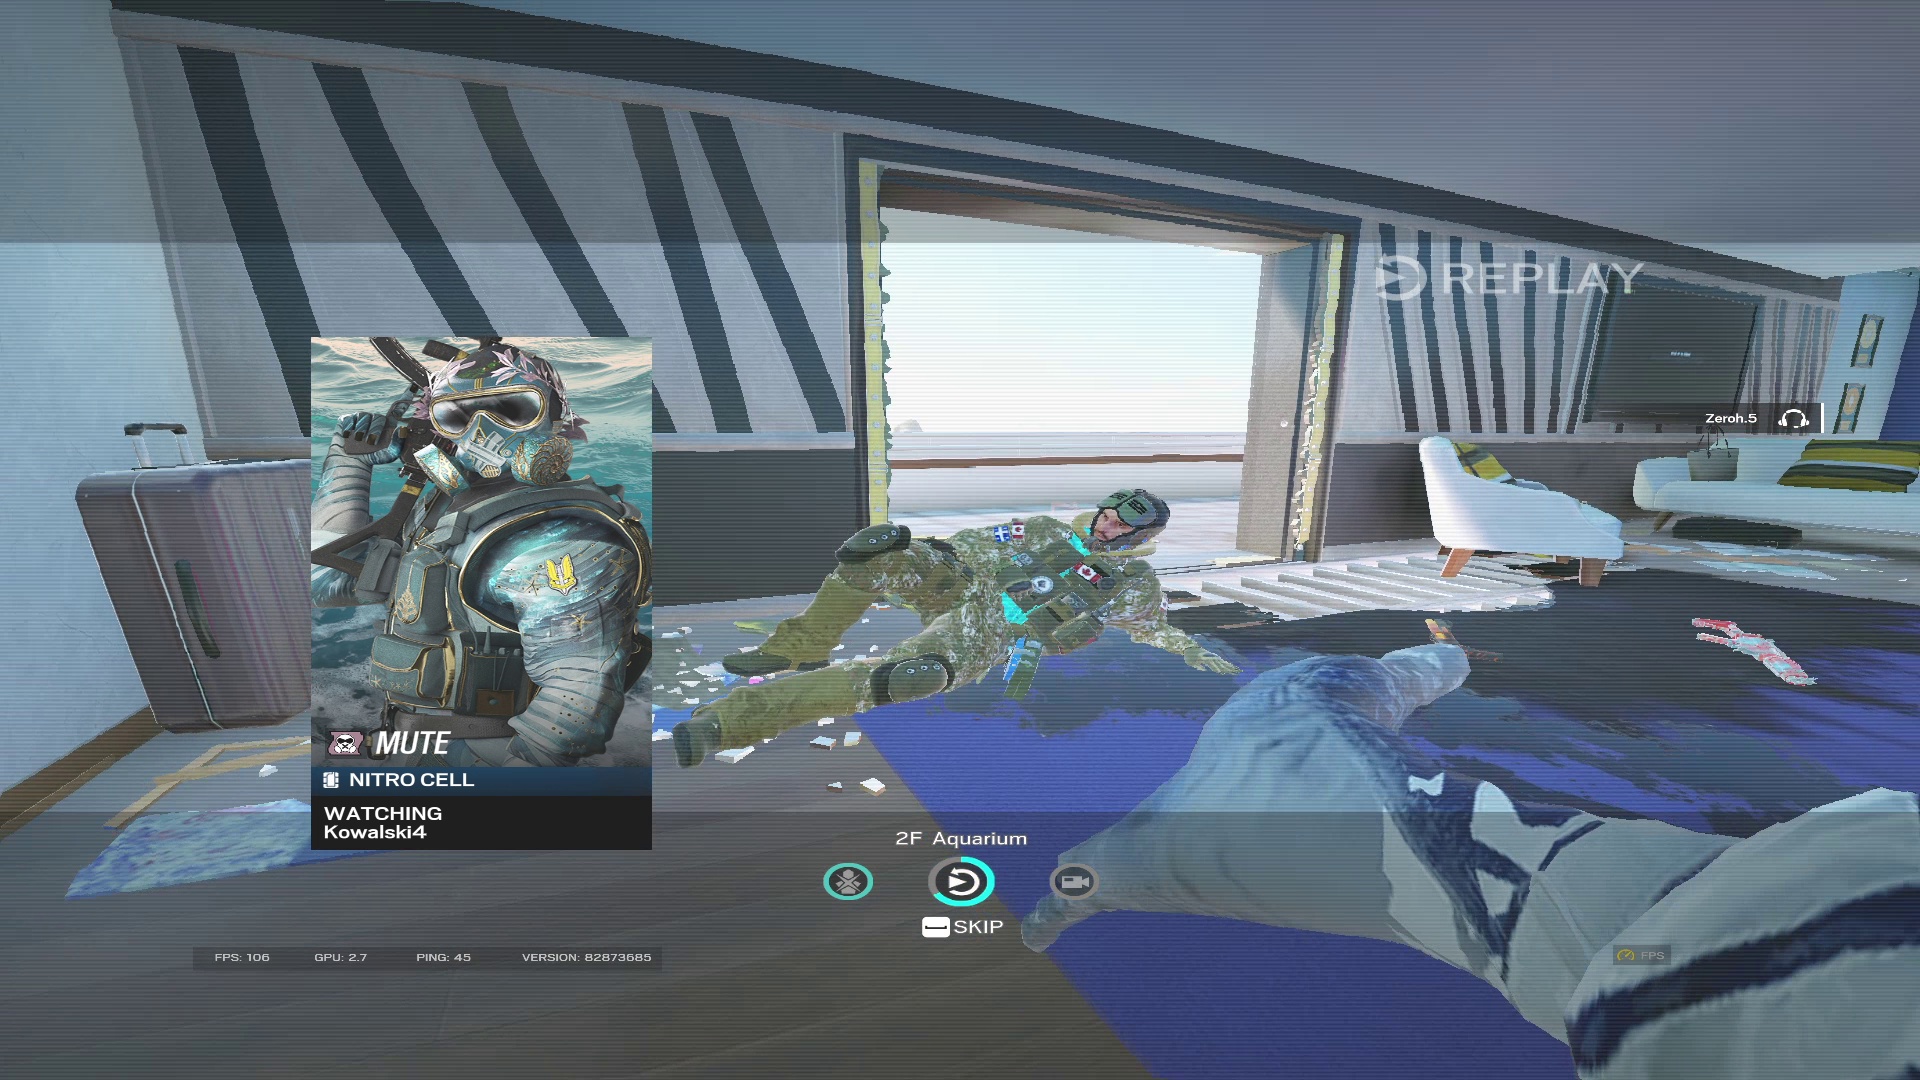 REPLAY
Zeroh.5
MUTE
NITRO CELL
WATCHING
Kowalski4
2F Aquarium
SKIP
FPS: 106 GPU: 2.7 PING: 45 VERSION: 82873685
FPS